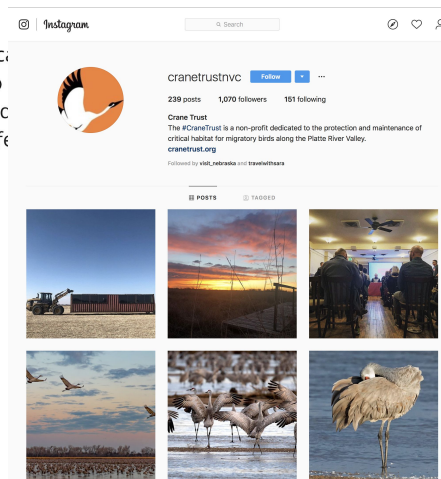 Instagram
Search
cranetrustnvc Follow ...
239 posts 1,070 followers 151 following
Crane Trust
The #CraneTrust is a non-profit dedicated to the protection and maintenance of
critical habitat for migratory birds along the Platte River Valley.
cranetrust.org
Followed by visit_nebraska and travelwithsara
POSTS TAGGED